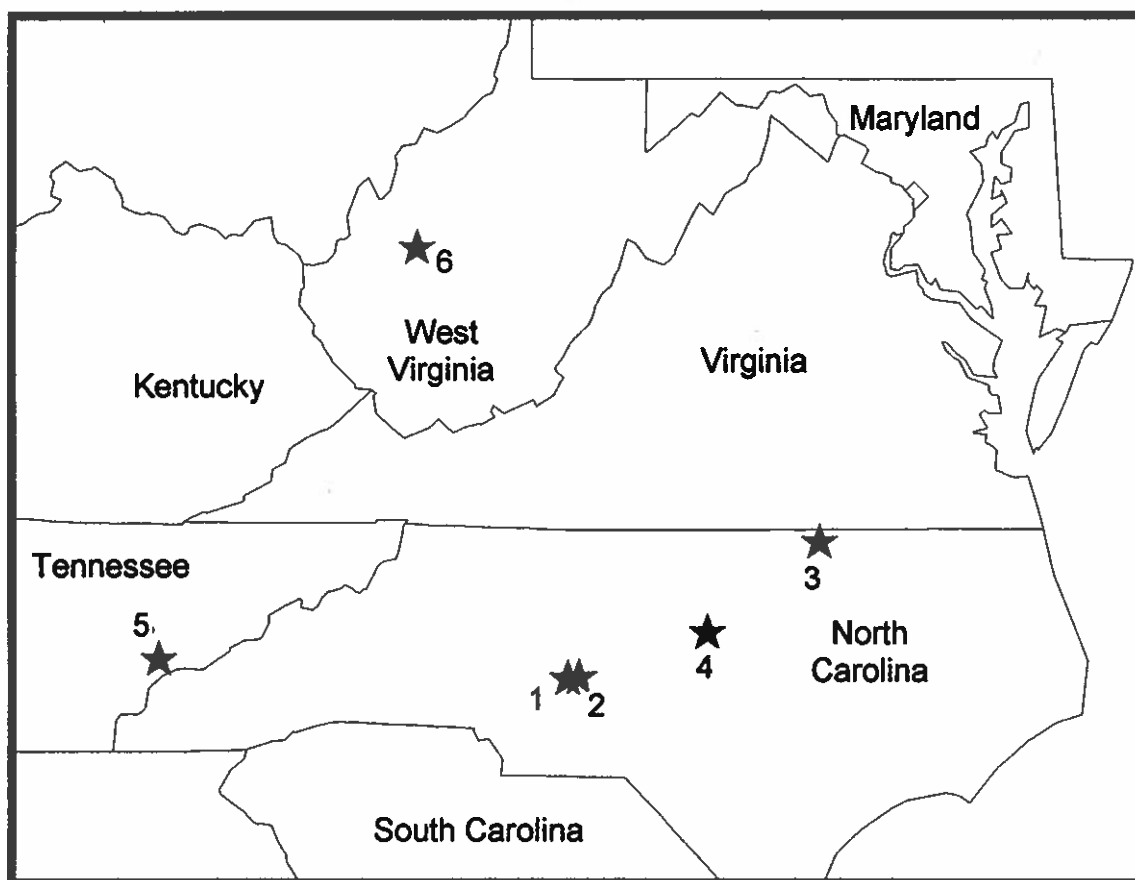 Maryland
6
West
Virginia
Virginia
Kentucky
Tennessee
3
5
North
Carolina
4
1
2
South Carolina